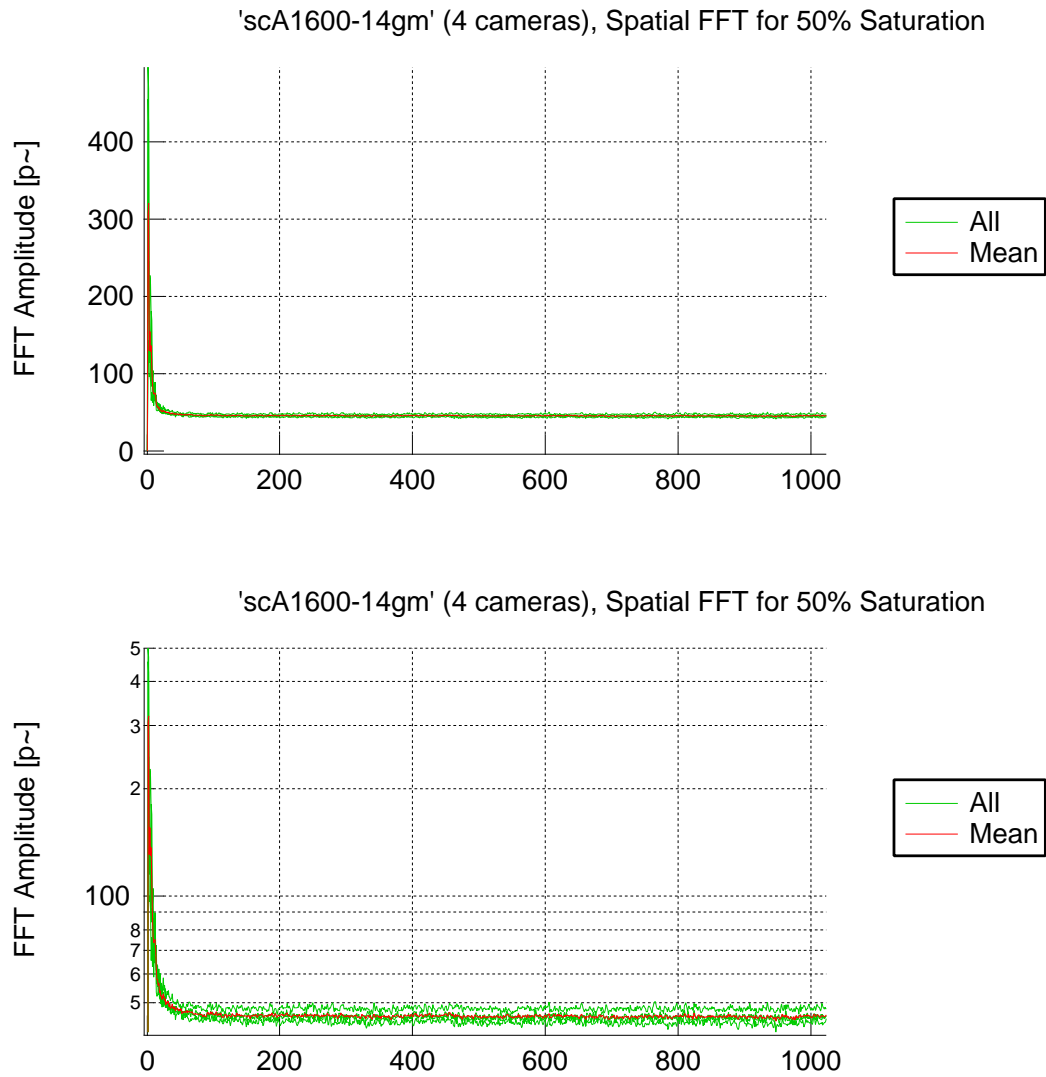 'scA1600-14gm' (4 cameras), Spatial FFT for 50% Saturation
FFT Amplitude [p~]
400
300
200
100
0
0 200 400 600 800 1000
All
Mean
'scA1600-14gm' (4 cameras), Spatial FFT for 50% Saturation
FFT Amplitude [p~]
5
4
3
2
100
8
7
6
5
0 200 400 600 800 1000
All
Mean